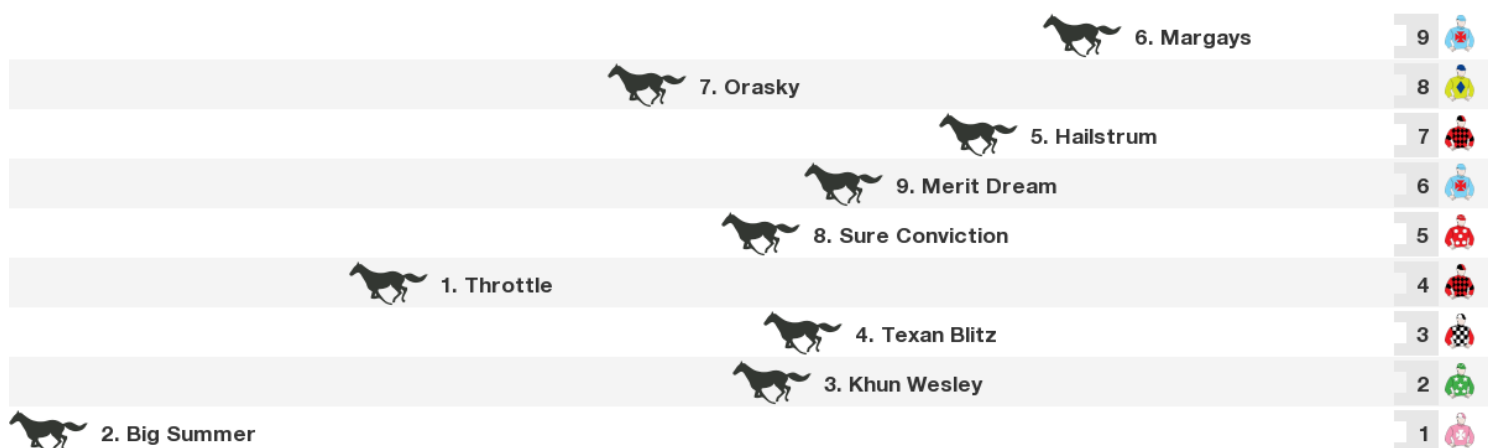 6. Margays 9
7. Orasky 8
5. Hailstrum 7
9. Merit Dream 6
8. Sure Conviction 5
1. Throttle 4
4. Texan Blitz 3
3. Khun Wesley 2
2. Big Summer 1